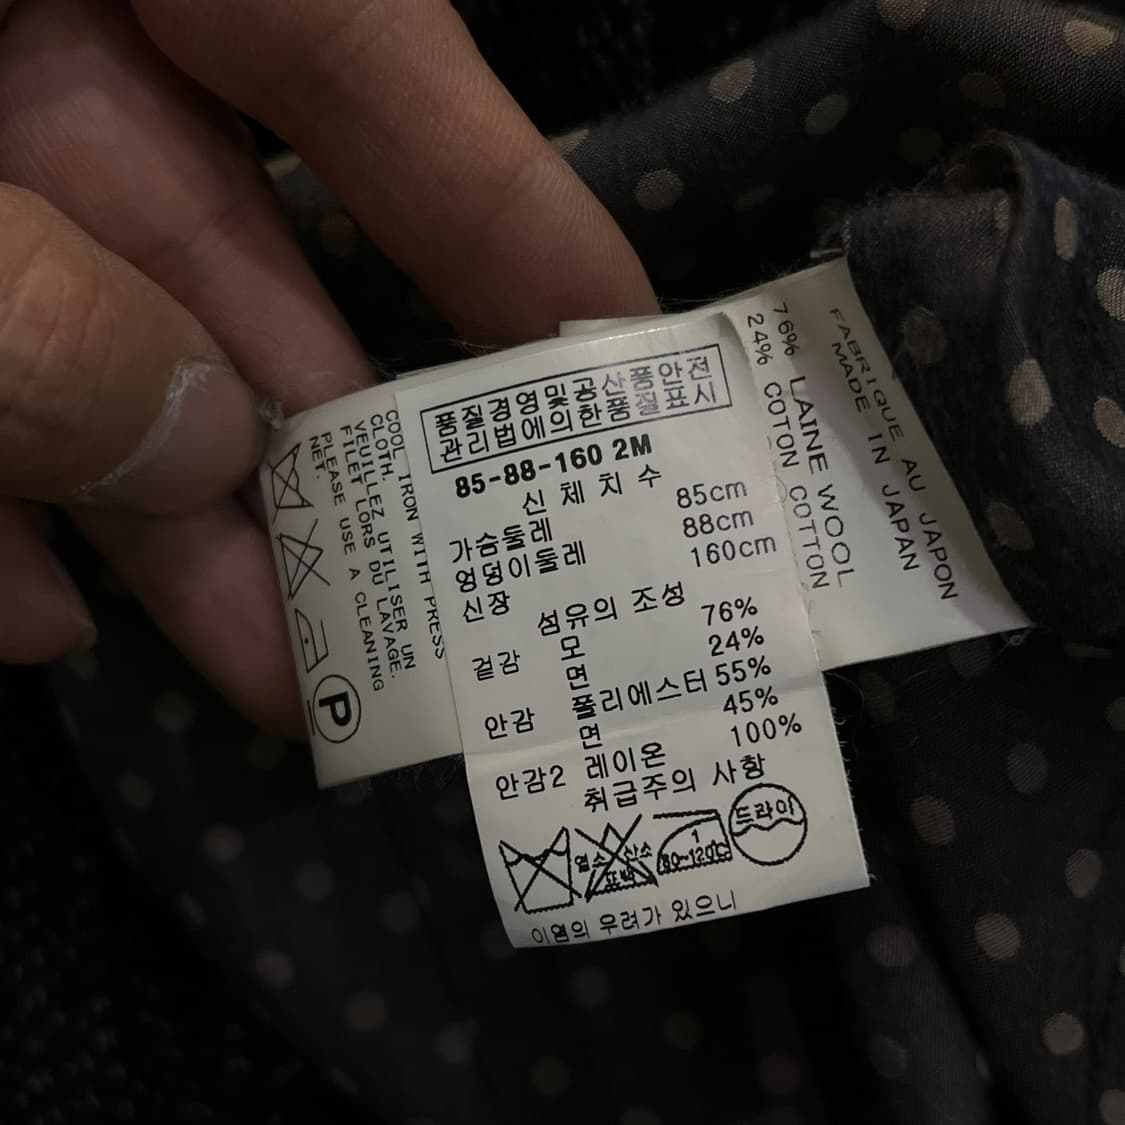 품질경영및공산품안전
관리법에의한품질표시
85-88-160 2M
신 체 치 수
가슴둘레 85cm
엉덩이둘레 88cm
신장 160cm
섬유의 조성
겉감 모 76%
면 24%
안감 폴리에스터 55%
면 45%
안감2 레이온 100%
취급주의 사항
염소 산소
표백
1
80~120℃
드라이
이염의 우려가 있으니
COOL IRON WITH PRESS
CLOTH.
VEUILLEZ UTILISER UN
FILET LORS DU LAVAGE.
PLEASE USE A CLEANING
NET.
P
76% LAINE WOOL
24% COTON COTTON
FABRIQUE AU JAPON
MADE IN JAPAN